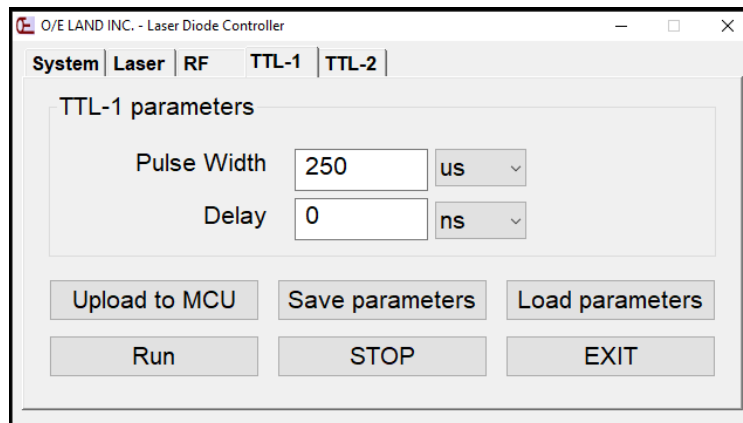 O/E LAND INC. - Laser Diode Controller
System Laser RF TTL-1 TTL-2
TTL-1 parameters
Pulse Width 250 us
Delay 0 ns
Upload to MCU Save parameters Load parameters
Run STOP EXIT